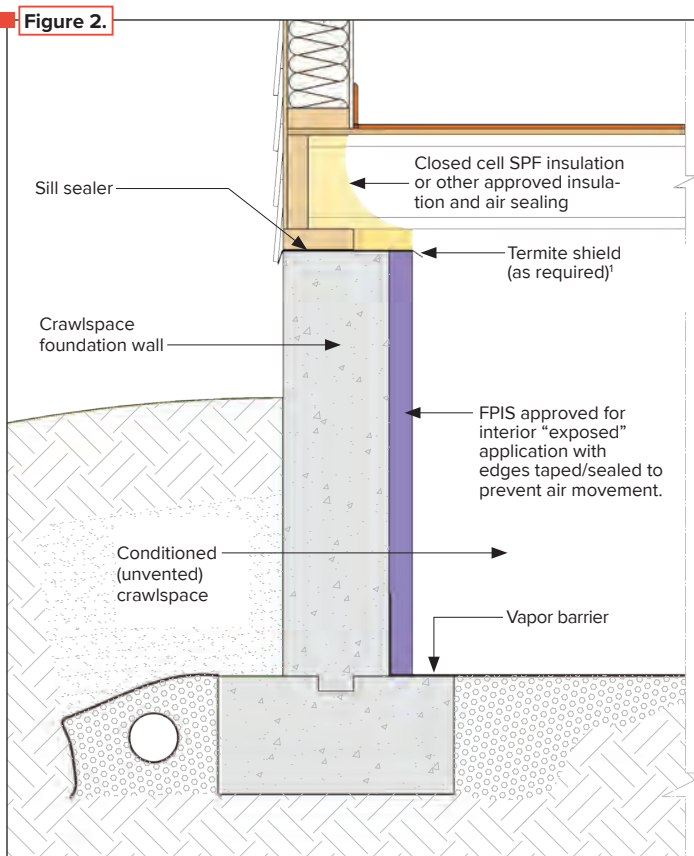 Figure 2.
Closed cell SPF insulation
or other approved insula-
tion and air sealing
Sill sealer
Termite shield
(as required)¹
Crawlspace
foundation wall
FPIS approved for
interior “exposed”
application with
edges taped/sealed to
prevent air movement.
Conditioned
(unvented)
crawlspace
Vapor barrier